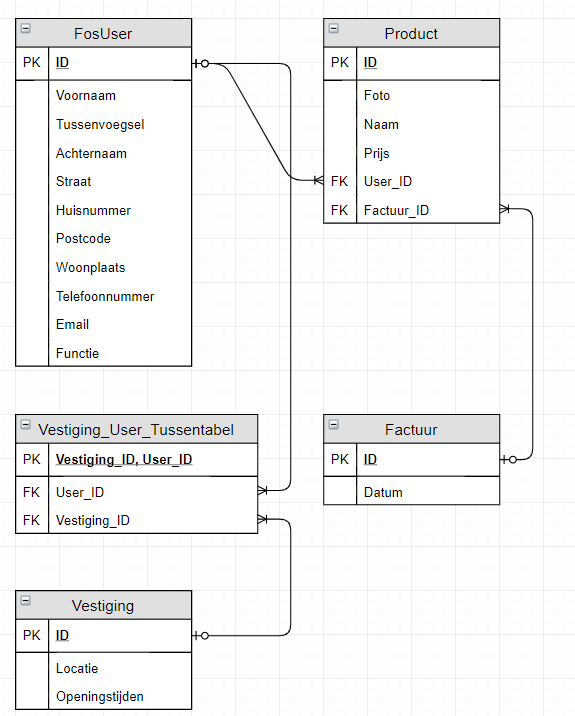 FosUser
PK ID
Voornaam
Tussenvoegsel
Achternaam
Straat
Huisnummer
Postcode
Woonplaats
Telefoonnummer
Email
Functie
Product
PK ID
Foto
Naam
Prijs
FK User_ID
FK Factuur_ID
Vestiging_User_Tussentabel
PK Vestiging_ID, User_ID
FK User_ID
FK Vestiging_ID
Factuur
PK ID
Datum
Vestiging
PK ID
Locatie
Openingstijden